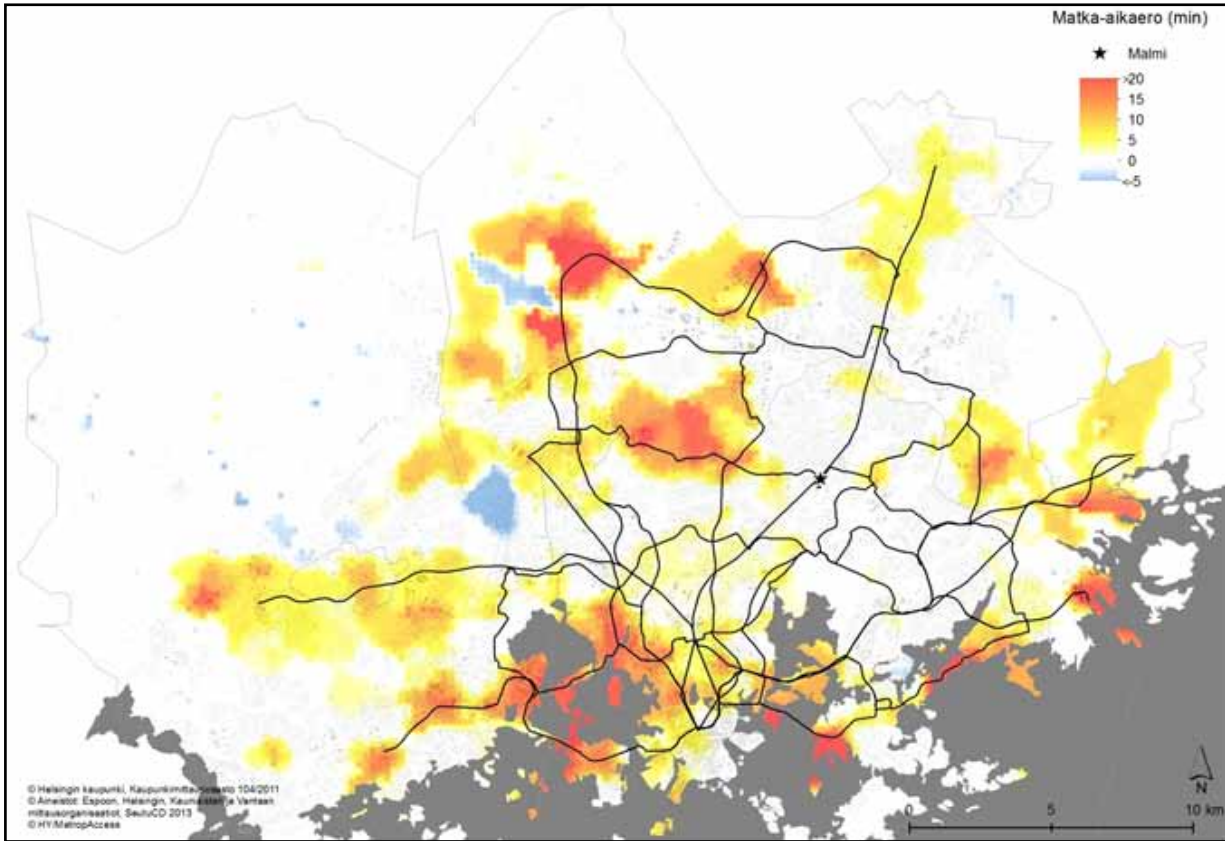 Matka-aikaero (min)
Malmi
>20
15
10
5
0
<-5
N
0 5 10 km
© Helsingin kaupunki, Kaupunkimittausosasto 104/2011
© Aineistot: Espoon, Helsingin, Kauniaisten ja Vantaan
mittausorganisaatiot, SeutuCD 2013
© HY/MetropAccess